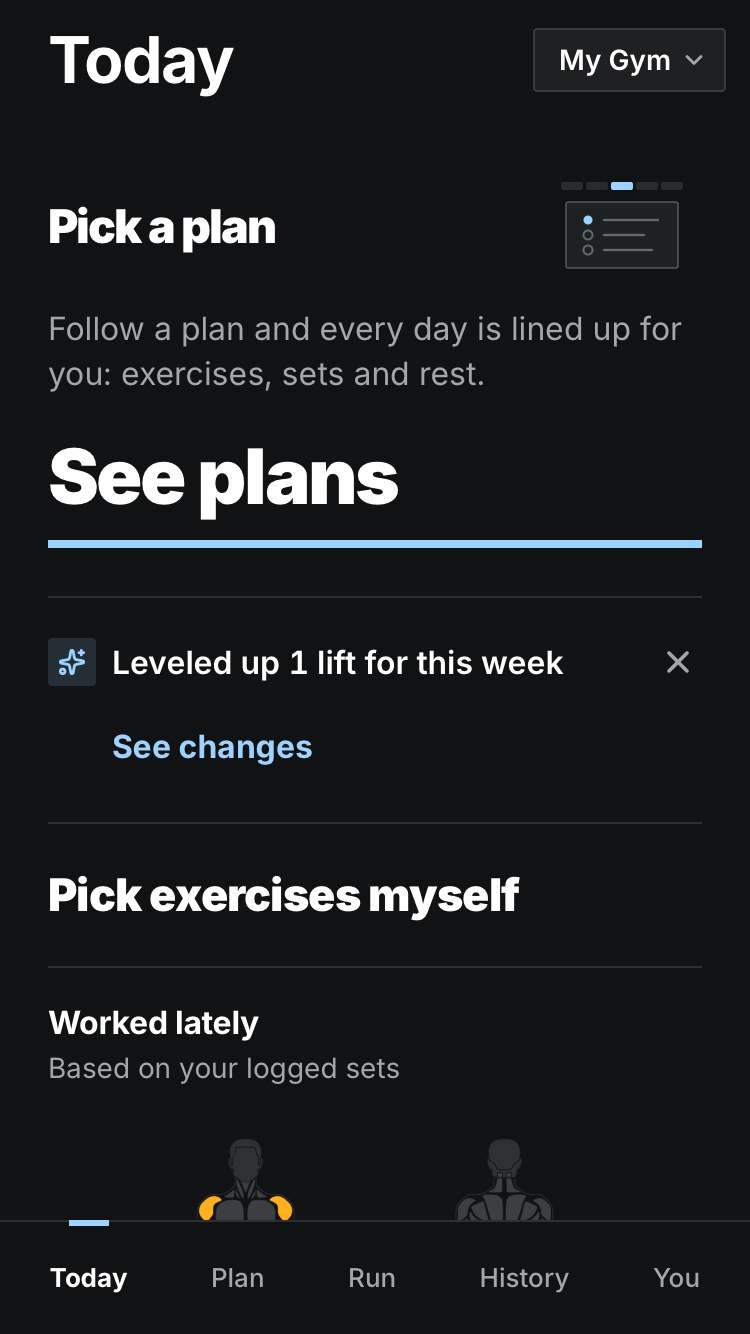 Today
My Gym
Pick a plan
Follow a plan and every day is lined up for
you: exercises, sets and rest.
See plans
Leveled up 1 lift for this week
See changes
Pick exercises myself
Worked lately
Based on your logged sets
Today
Plan
Run
History
You